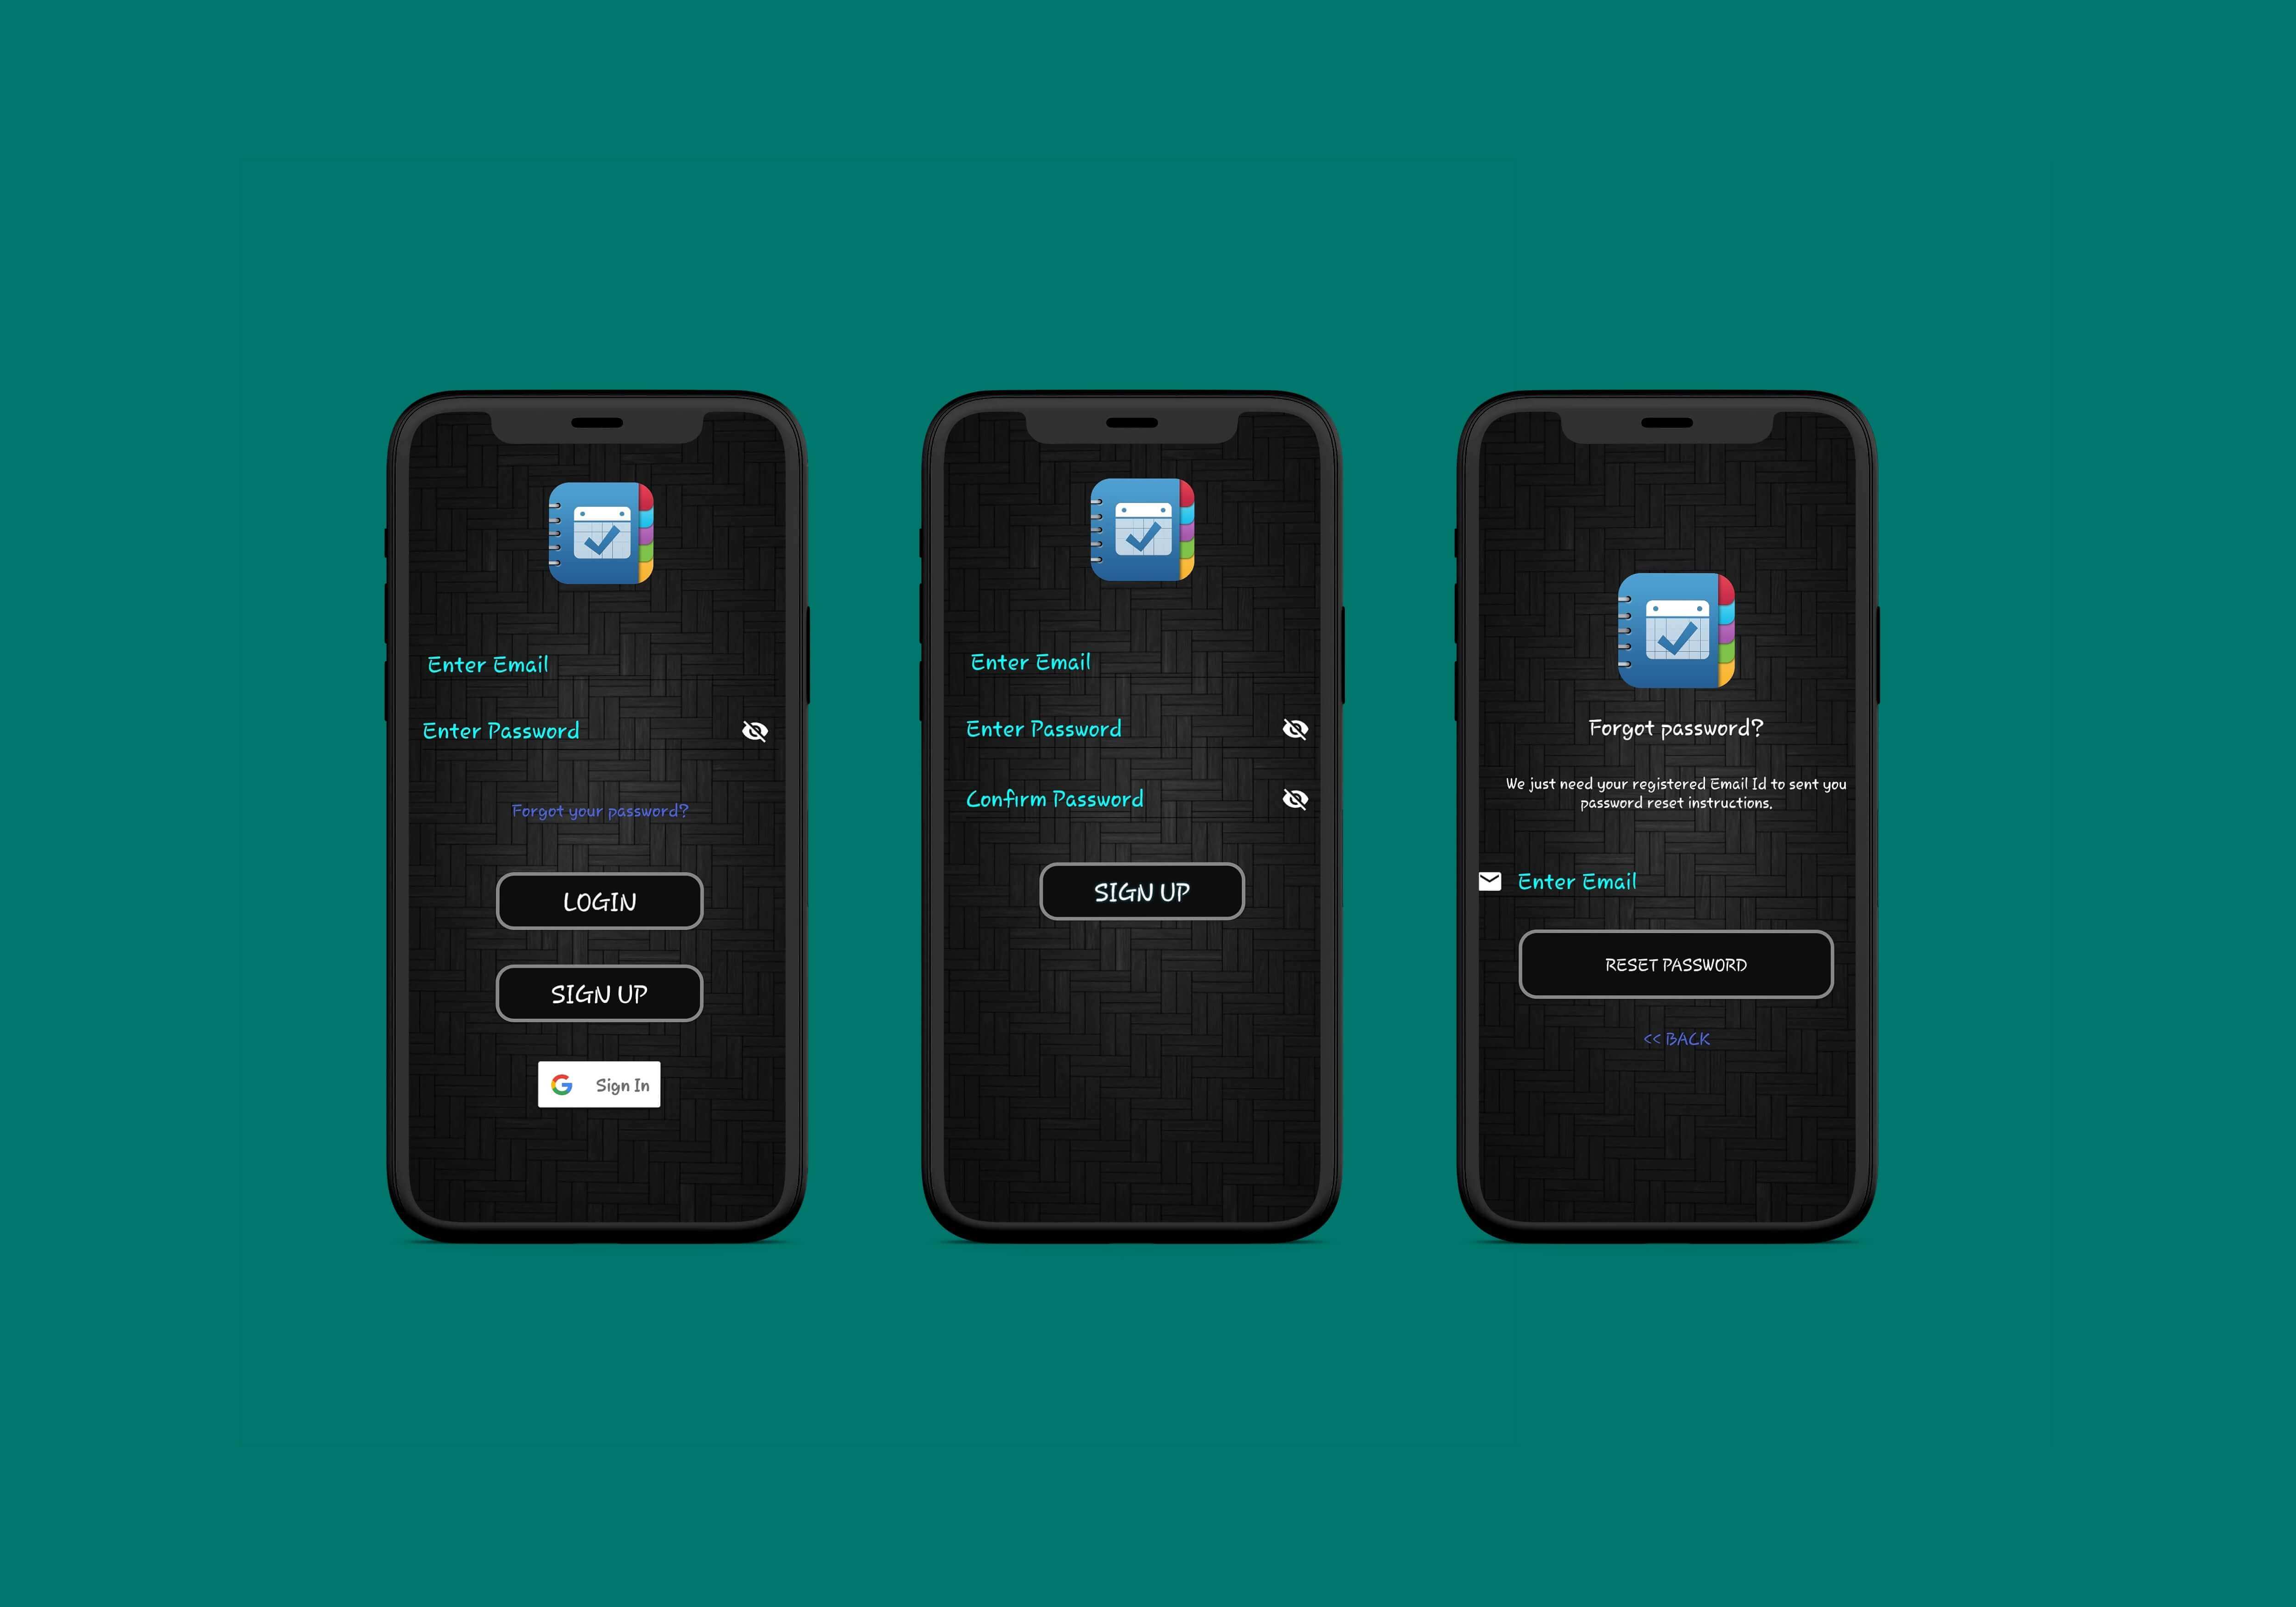 Enter Email
Enter Password
Forgot your password?
LOGIN
SIGN UP
Sign In
Enter Email
Enter Password
Confirm Password
SIGN UP
Forgot password?
We just need your registered Email Id to sent you
password reset instructions.
Enter Email
RESET PASSWORD
<< BACK